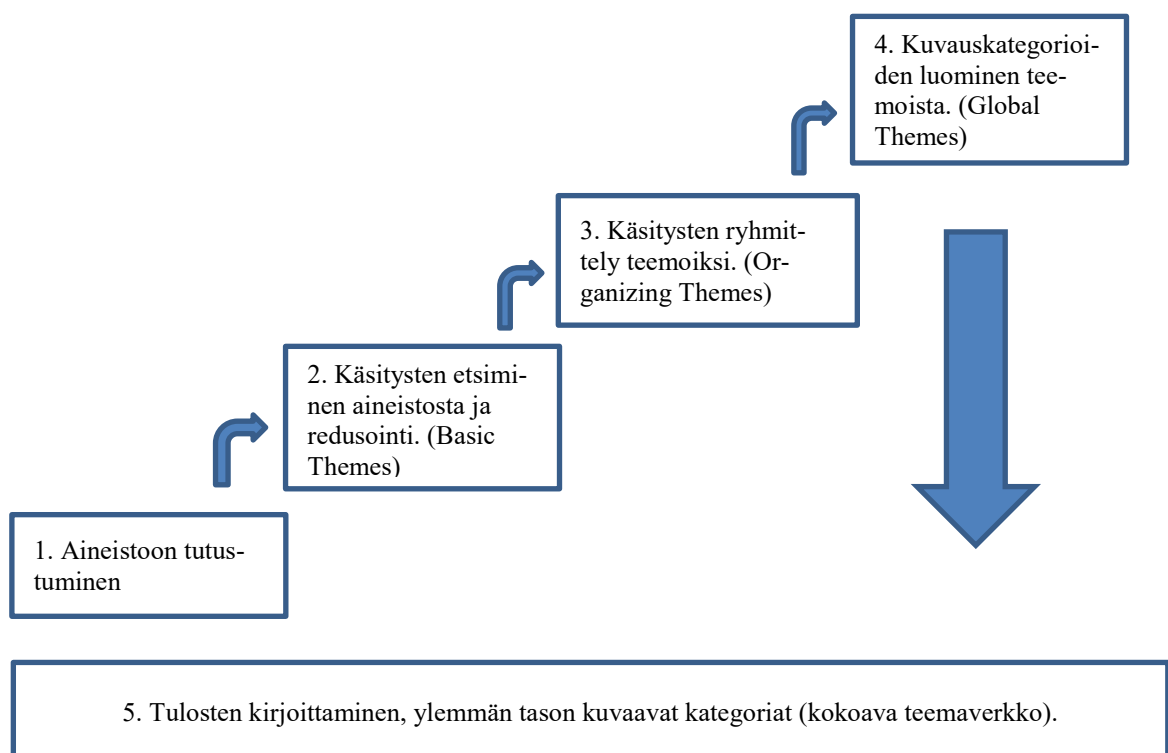 4. Kuvauskategorioi-
den luominen tee-
moista. (Global
Themes)
3. Käsitysten ryhmit-
tely teemoiksi. (Or-
ganizing Themes)
2. Käsitysten etsimi-
nen aineistosta ja
redusointi. (Basic
Themes)
1. Aineistoon tutus-
tuminen
5. Tulosten kirjoittaminen, ylemmän tason kuvaavat kategoriat (kokoava teemaverkko).